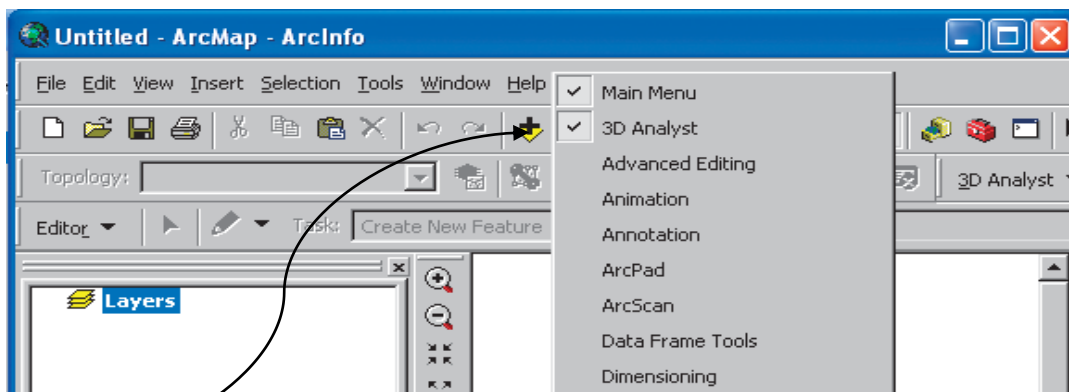 Untitled - ArcMap - ArcInfo
File Edit View Insert Selection Tools Window Help
Main Menu
3D Analyst
Advanced Editing
Topology:
3D Analyst
Animation
Editor
Task: Create New Feature
Annotation
ArcPad
Layers
ArcScan
Data Frame Tools
Dimensioning